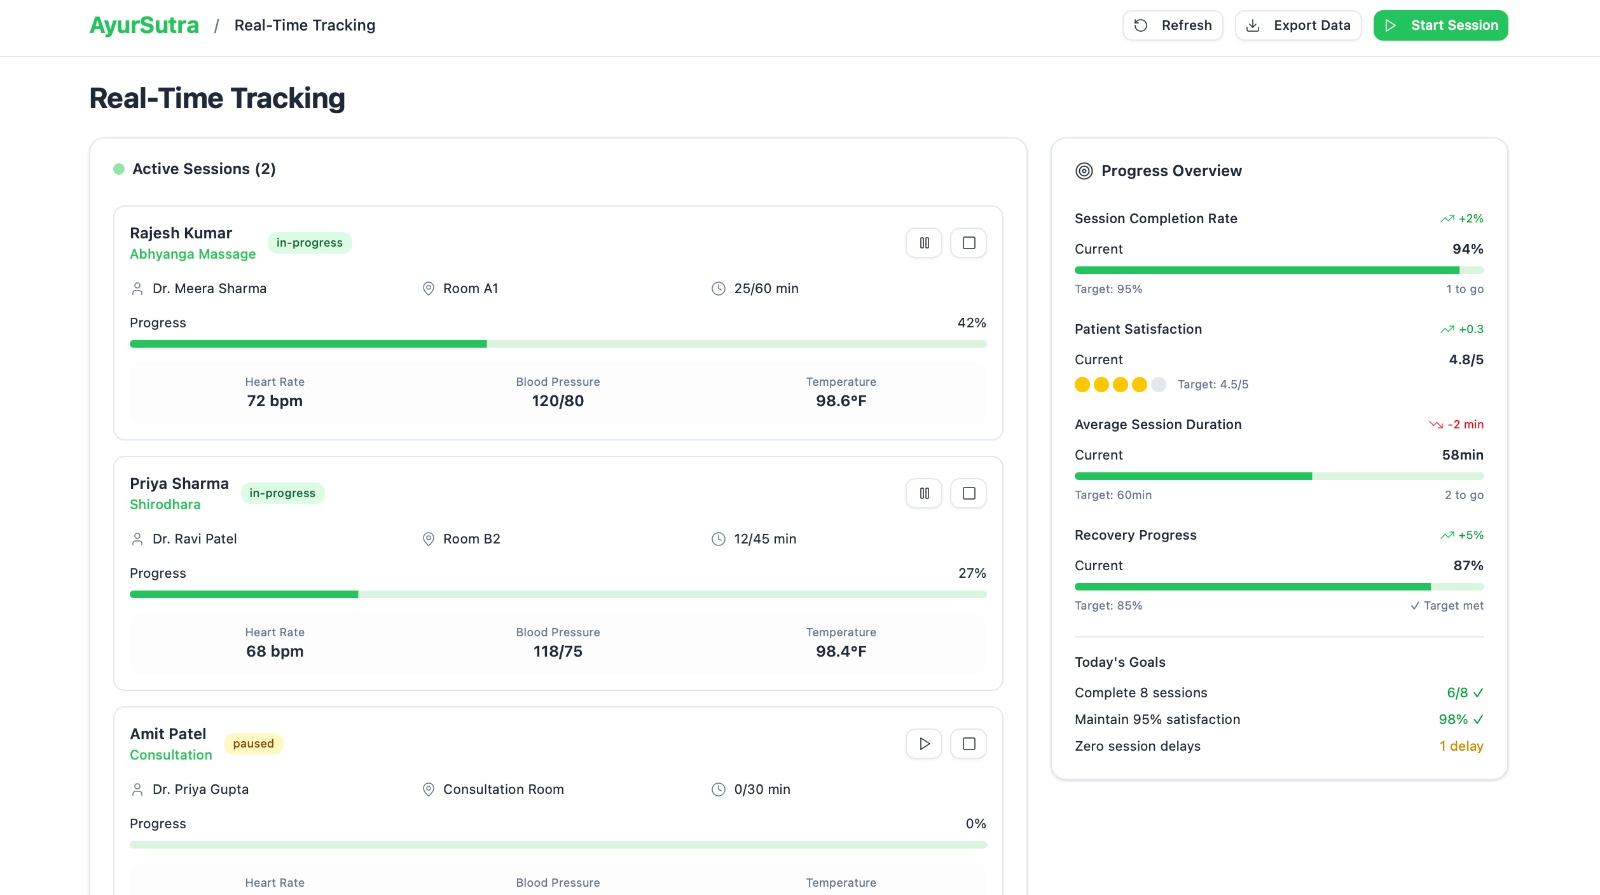 AyurSutra / Real-Time Tracking
Refresh
Export Data
Start Session
Real-Time Tracking
Active Sessions (2)
Rajesh Kumar
Abhyanga Massage
in-progress
Dr. Meera Sharma
Room A1
25/60 min
Progress
42%
Heart Rate
72 bpm
Blood Pressure
120/80
Temperature
98.6°F
Priya Sharma
Shirodhara
in-progress
Dr. Ravi Patel
Room B2
12/45 min
Progress
27%
Heart Rate
68 bpm
Blood Pressure
118/75
Temperature
98.4°F
Amit Patel
Consultation
paused
Dr. Priya Gupta
Consultation Room
0/30 min
Progress
0%
Heart Rate
Blood Pressure
Temperature
Progress Overview
Session Completion Rate
+2%
Current
94%
Target: 95%
1 to go
Patient Satisfaction
+0.3
Current
4.8/5
Target: 4.5/5
Average Session Duration
-2 min
Current
58min
Target: 60min
2 to go
Recovery Progress
+5%
Current
87%
Target: 85%
✓ Target met
Today's Goals
Complete 8 sessions
6/8 ✓
Maintain 95% satisfaction
98% ✓
Zero session delays
1 delay